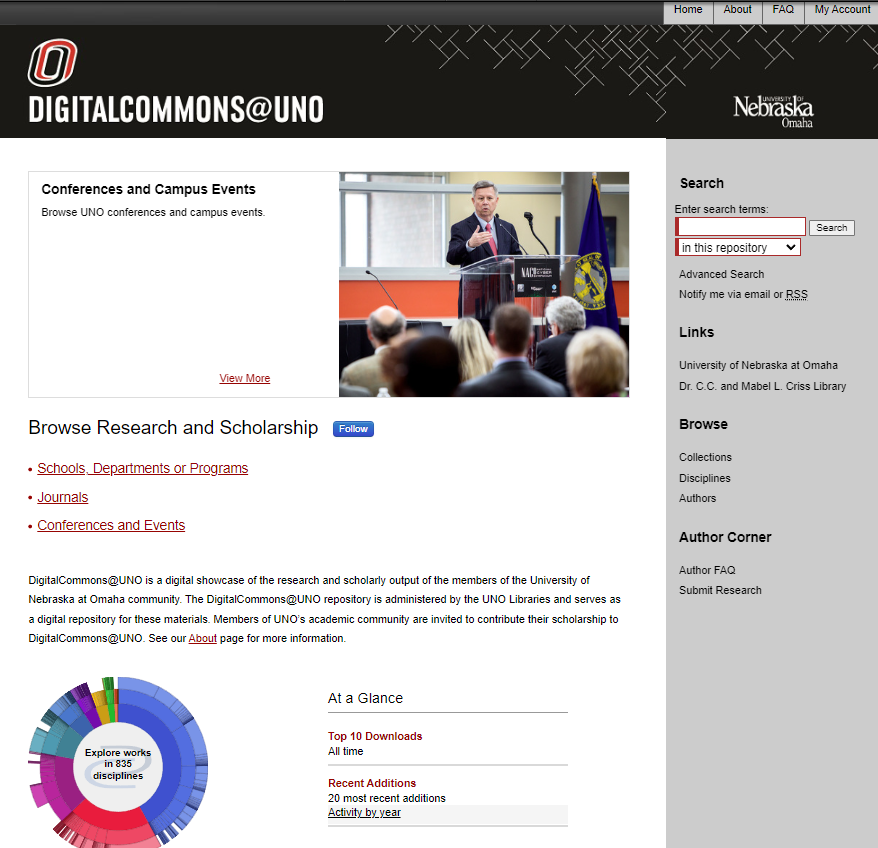 Home About FAQ My Account
DIGITALCOMMONS@UNO
UNIVERSITY OF
Nebraska
Omaha
Conferences and Campus Events
Browse UNO conferences and campus events.
View More
Browse Research and Scholarship Follow
Schools, Departments or Programs
Journals
Conferences and Events
DigitalCommons@UNO is a digital showcase of the research and scholarly output of the members of the University of
Nebraska at Omaha community. The DigitalCommons@UNO repository is administered by the UNO Libraries and serves as
a digital repository for these materials. Members of UNO's academic community are invited to contribute their scholarship to
DigitalCommons@UNO. See our About page for more information.
Explore works
in 835
disciplines
At a Glance
Top 10 Downloads
All time
Recent Additions
20 most recent additions
Activity by year
Search
Enter search terms:
Search
in this repository
Advanced Search
Notify me via email or RSS
Links
University of Nebraska at Omaha
Dr. C.C. and Mabel L. Criss Library
Browse
Collections
Disciplines
Authors
Author Corner
Author FAQ
Submit Research